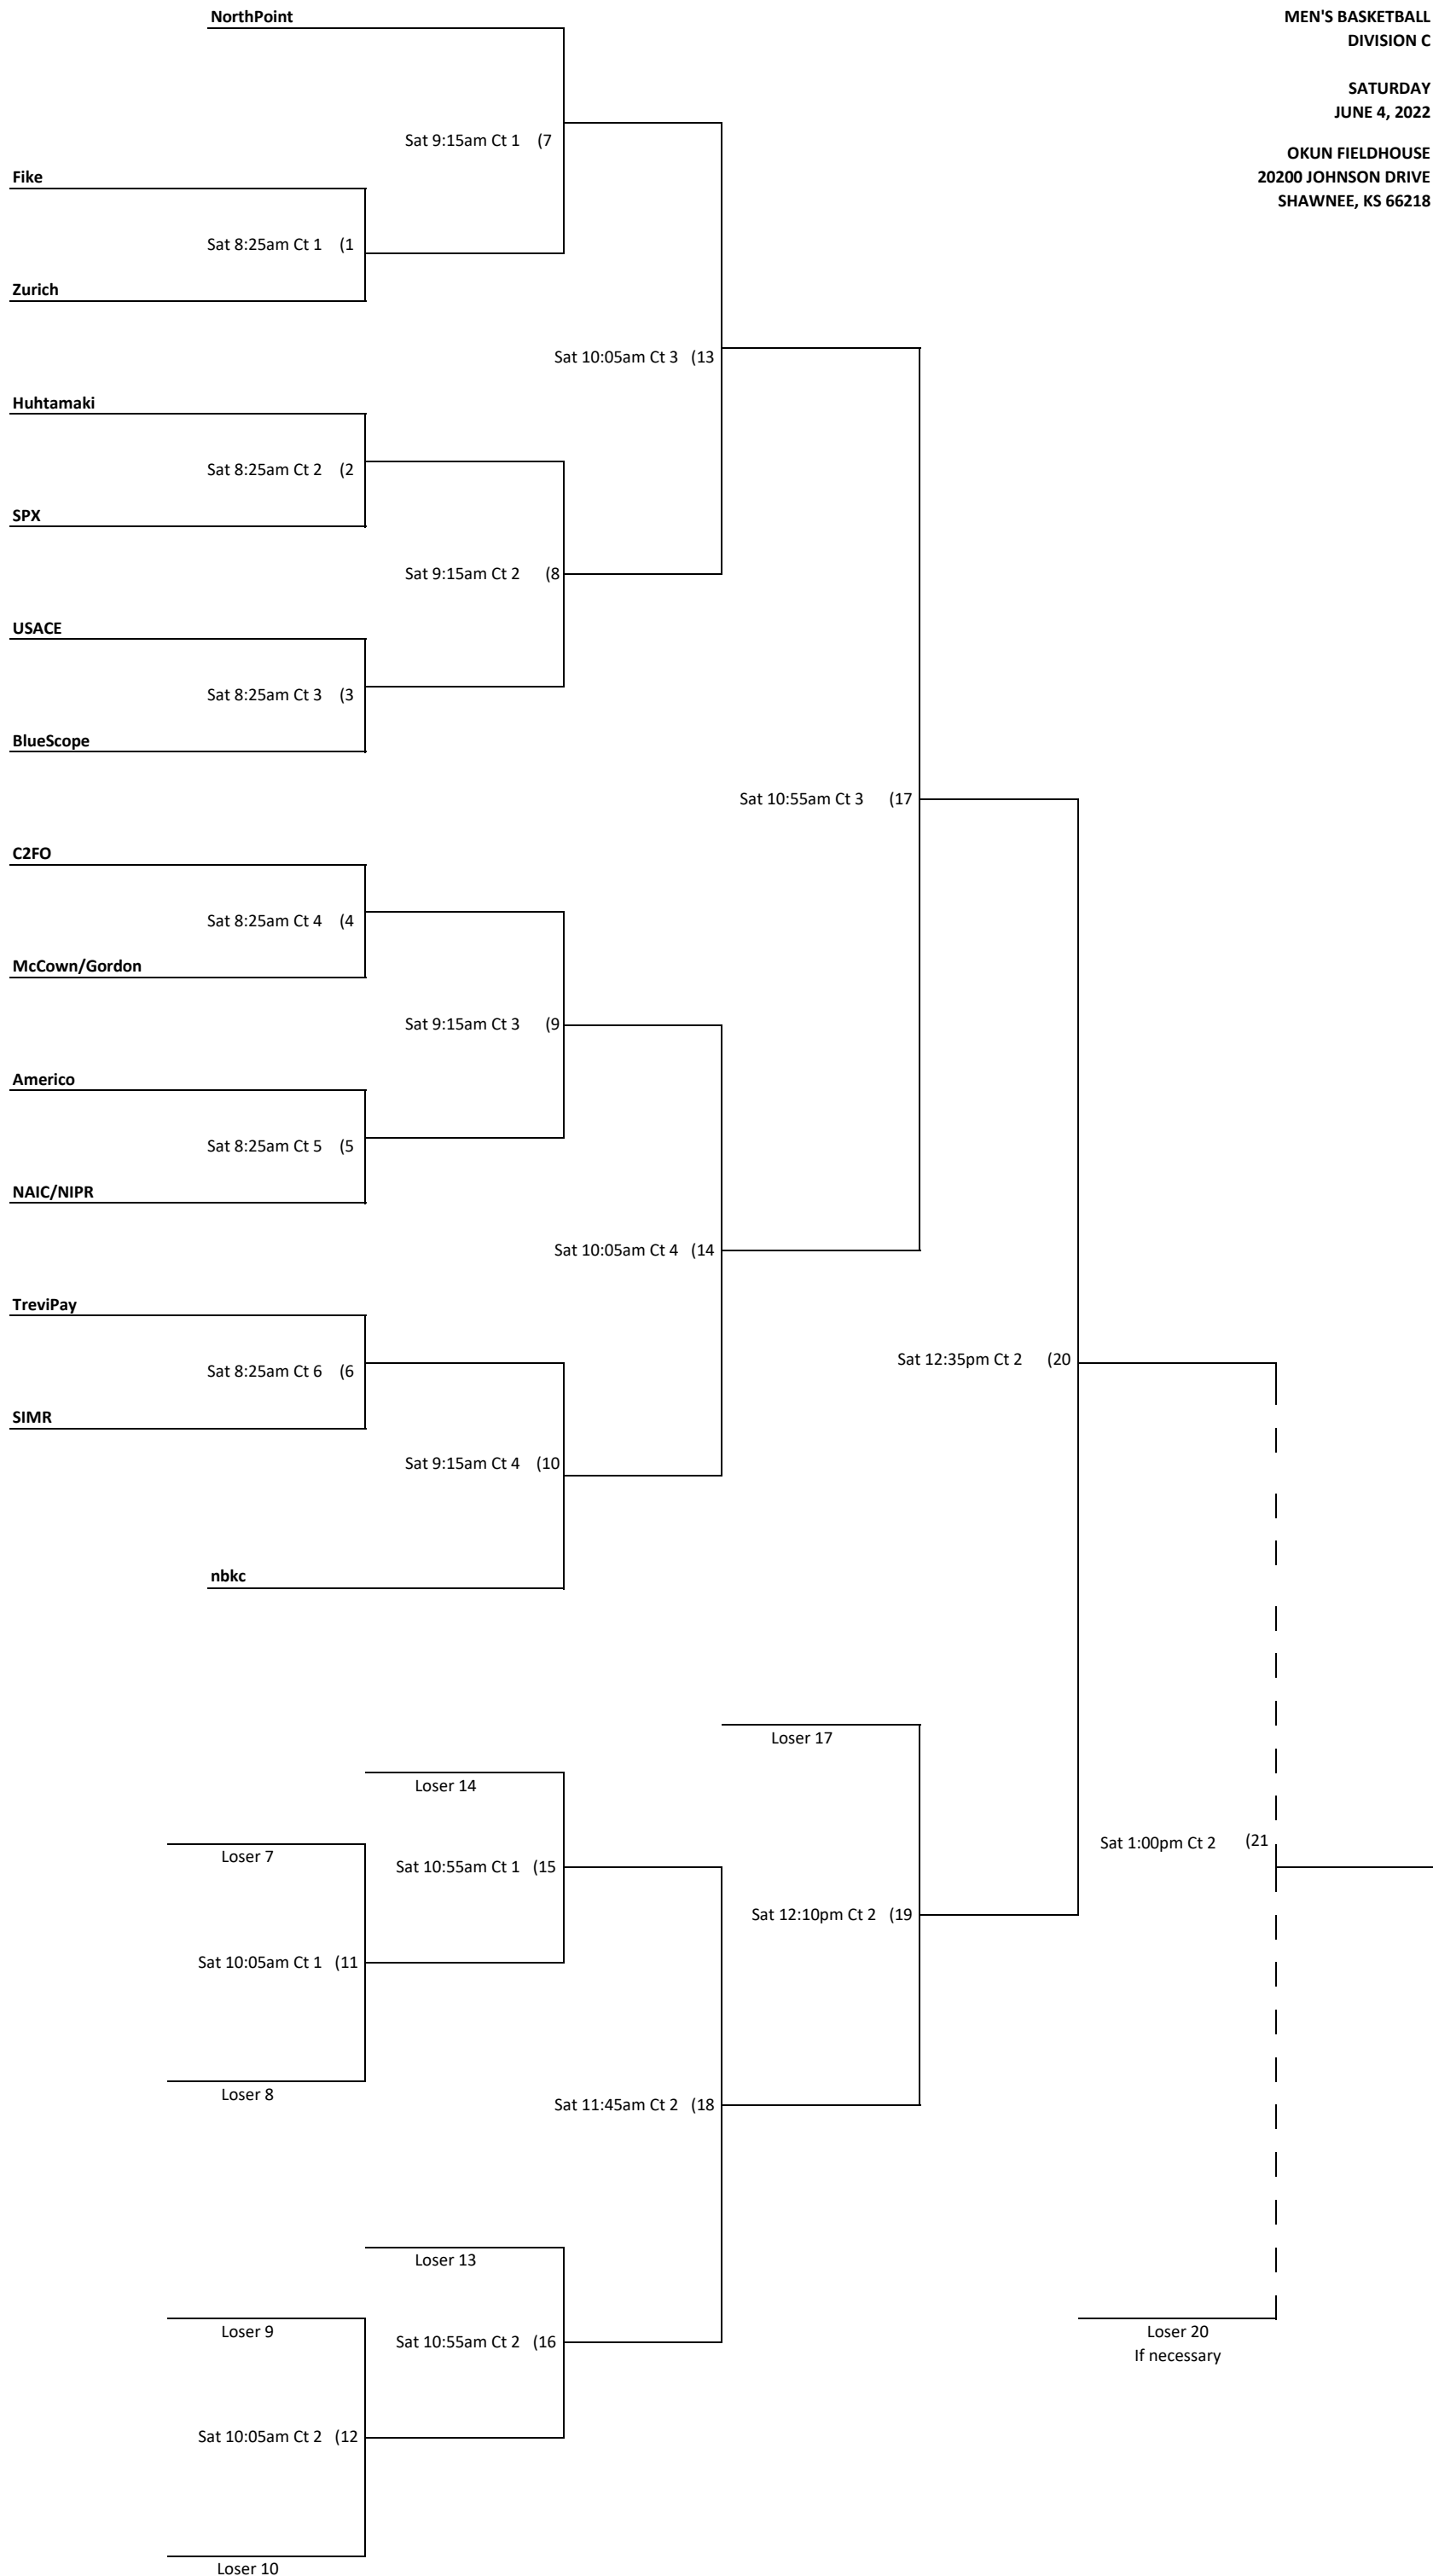 NorthPoint
MEN'S BASKETBALL
DIVISION C
SATURDAY
JUNE 4, 2022
OKUN FIELDHOUSE
20200 JOHNSON DRIVE
SHAWNEE, KS 66218
Sat 9:15am Ct 1 (7
Fike
Sat 8:25am Ct 1 (1
Zurich
Sat 10:05am Ct 3 (13
Huhtamaki
Sat 8:25am Ct 2 (2
SPX
Sat 9:15am Ct 2 (8
USACE
Sat 8:25am Ct 3 (3
BlueScope
Sat 10:55am Ct 3 (17
C2FO
Sat 8:25am Ct 4 (4
McCown/Gordon
Sat 9:15am Ct 3 (9
Americo
Sat 8:25am Ct 5 (5
NAIC/NIPR
Sat 10:05am Ct 4 (14
TreviPay
Sat 12:35pm Ct 2 (20
Sat 8:25am Ct 6 (6
SIMR
Sat 9:15am Ct 4 (10
nbkc
Loser 17
Loser 14
Sat 1:00pm Ct 2 (21
Loser 7
Sat 10:55am Ct 1 (15
Sat 12:10pm Ct 2 (19
Sat 10:05am Ct 1 (11
Loser 8
Sat 11:45am Ct 2 (18
Loser 13
Loser 9
Loser 20
Sat 10:55am Ct 2 (16
If necessary
Sat 10:05am Ct 2 (12
Loser 10